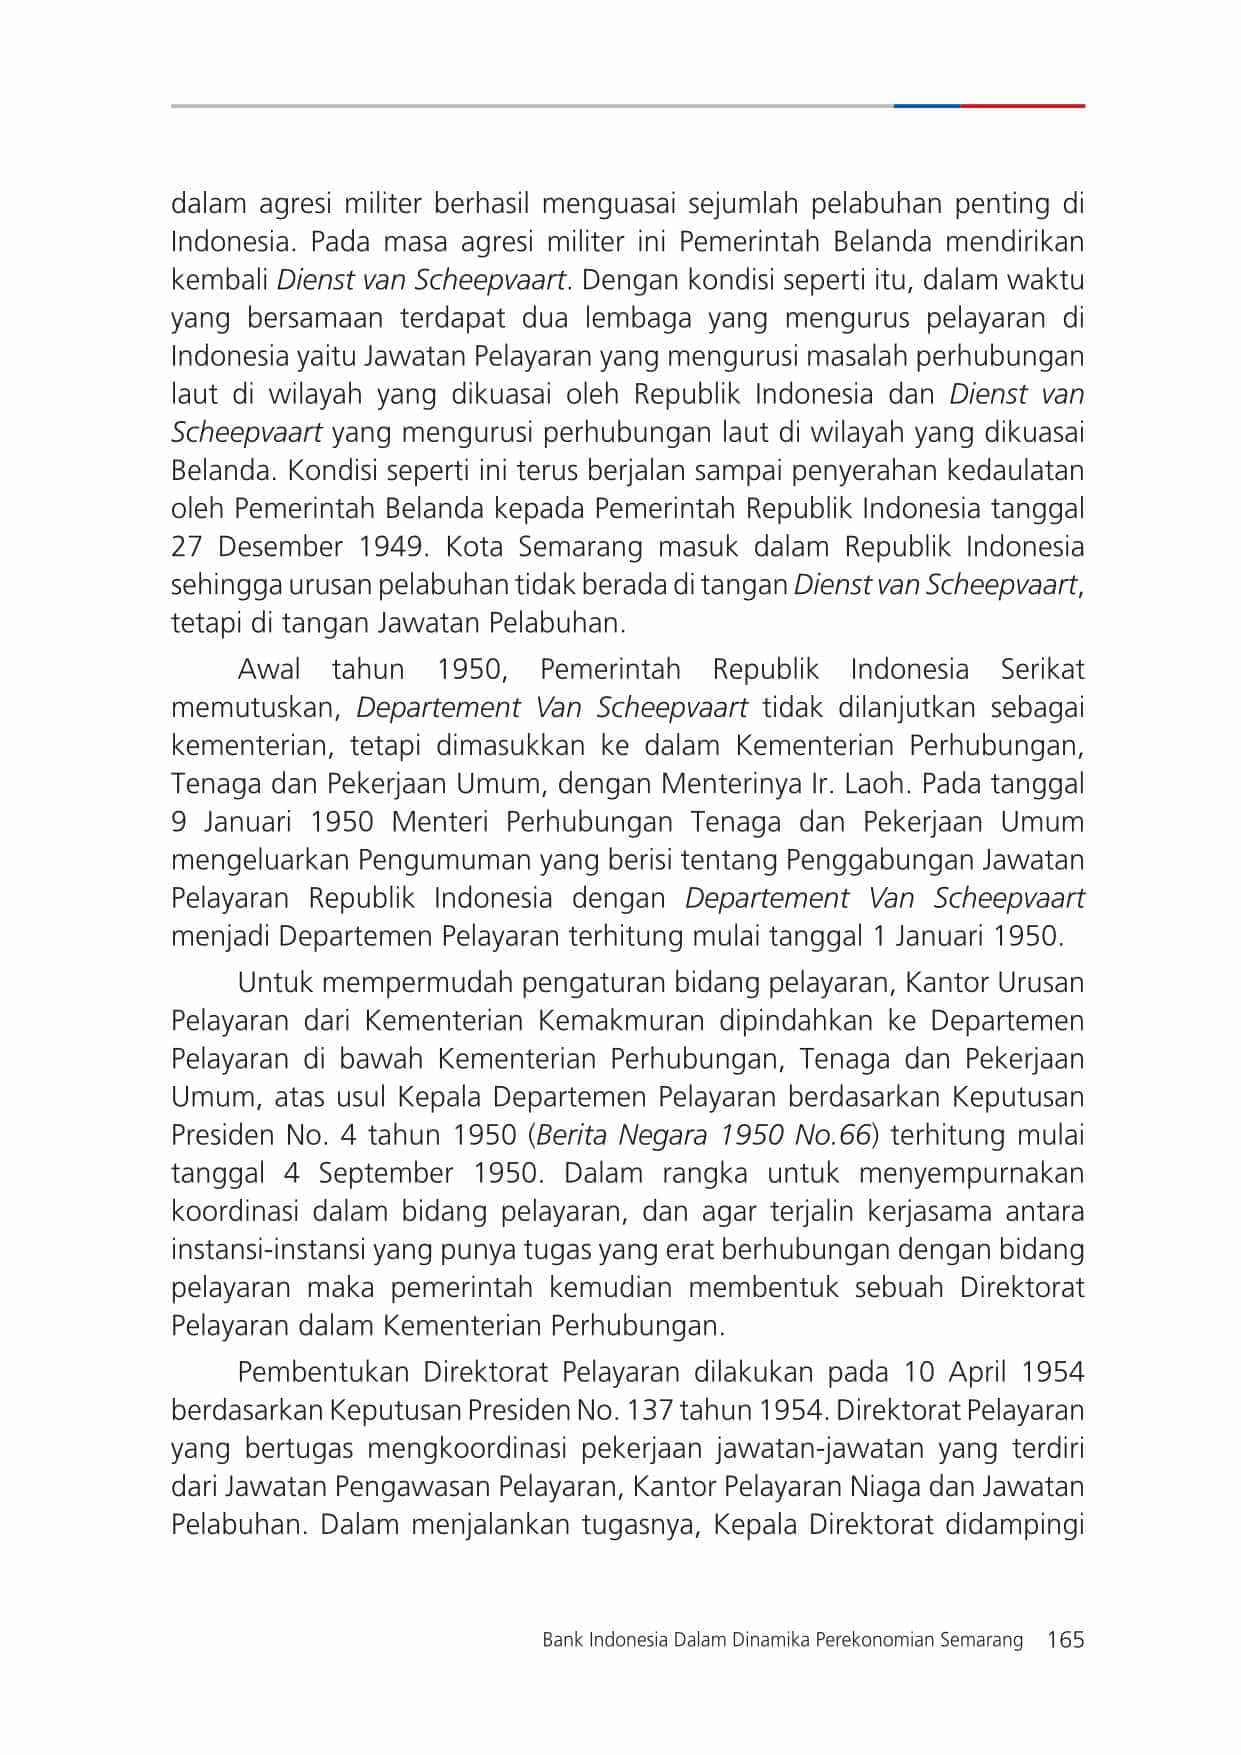 dalam agresi militer berhasil menguasai sejumlah pelabuhan penting di
Indonesia. Pada masa agresi militer ini Pemerintah Belanda mendirikan
kembali Dienst van Scheepvaart. Dengan kondisi seperti itu, dalam waktu
yang bersamaan terdapat dua lembaga yang mengurus pelayaran di
Indonesia yaitu Jawatan Pelayaran yang mengurusi masalah perhubungan
laut di wilayah yang dikuasai oleh Republik Indonesia dan Dienst van
Scheepvaart yang mengurusi perhubungan laut di wilayah yang dikuasai
Belanda. Kondisi seperti ini terus berjalan sampai penyerahan kedaulatan
oleh Pemerintah Belanda kepada Pemerintah Republik Indonesia tanggal
27 Desember 1949. Kota Semarang masuk dalam Republik Indonesia
sehingga urusan pelabuhan tidak berada di tangan Dienst van Scheepvaart,
tetapi di tangan Jawatan Pelabuhan.
Awal tahun 1950, Pemerintah Republik Indonesia Serikat
memutuskan, Departement Van Scheepvaart tidak dilanjutkan sebagai
kementerian, tetapi dimasukkan ke dalam Kementerian Perhubungan,
Tenaga dan Pekerjaan Umum, dengan Menterinya Ir. Laoh. Pada tanggal
9 Januari 1950 Menteri Perhubungan Tenaga dan Pekerjaan Umum
mengeluarkan Pengumuman yang berisi tentang Penggabungan Jawatan
Pelayaran Republik Indonesia dengan Departement Van Scheepvaart
menjadi Departemen Pelayaran terhitung mulai tanggal 1 Januari 1950.
Untuk mempermudah pengaturan bidang pelayaran, Kantor Urusan
Pelayaran dari Kementerian Kemakmuran dipindahkan ke Departemen
Pelayaran di bawah Kementerian Perhubungan, Tenaga dan Pekerjaan
Umum, atas usul Kepala Departemen Pelayaran berdasarkan Keputusan
Presiden No. 4 tahun 1950 (Berita Negara 1950 No.66) terhitung mulai
tanggal 4 September 1950. Dalam rangka untuk menyempurnakan
koordinasi dalam bidang pelayaran, dan agar terjalin kerjasama antara
instansi-instansi yang punya tugas yang erat berhubungan dengan bidang
pelayaran maka pemerintah kemudian membentuk sebuah Direktorat
Pelayaran dalam Kementerian Perhubungan.
Pembentukan Direktorat Pelayaran dilakukan pada 10 April 1954
berdasarkan Keputusan Presiden No. 137 tahun 1954. Direktorat Pelayaran
yang bertugas mengkoordinasi pekerjaan jawatan-jawatan yang terdiri
dari Jawatan Pengawasan Pelayaran, Kantor Pelayaran Niaga dan Jawatan
Pelabuhan. Dalam menjalankan tugasnya, Kepala Direktorat didampingi
Bank Indonesia Dalam Dinamika Perekonomian Semarang 165